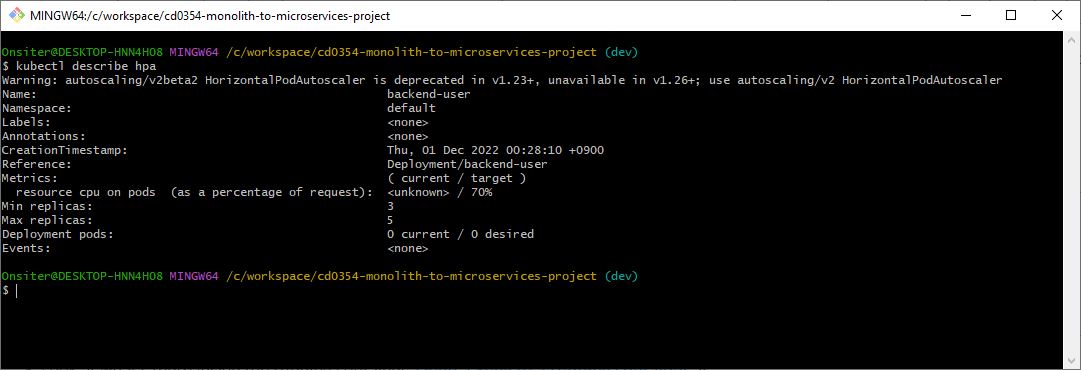 MINGW64:/c/workspace/cd0354-monolith-to-microservices-project
Onsiter@DESKTOP-HNN4HO8 MINGW64 /c/workspace/cd0354-monolith-to-microservices-project (dev)
$ kubectl describe hpa
Warning: autoscaling/v2beta2 HorizontalPodAutoscaler is deprecated in v1.23+, unavailable in v1.26+; use autoscaling/v2 HorizontalPodAutoscaler
Name: backend-user
Namespace: default
Labels: <none>
Annotations: <none>
CreationTimestamp: Thu, 01 Dec 2022 00:28:10 +0900
Reference: Deployment/backend-user
Metrics: ( current / target )
  resource cpu on pods  (as a percentage of request): <unknown> / 70%
Min replicas: 3
Max replicas: 5
Deployment pods: 0 current / 0 desired
Events: <none>
Onsiter@DESKTOP-HNN4HO8 MINGW64 /c/workspace/cd0354-monolith-to-microservices-project (dev)
$